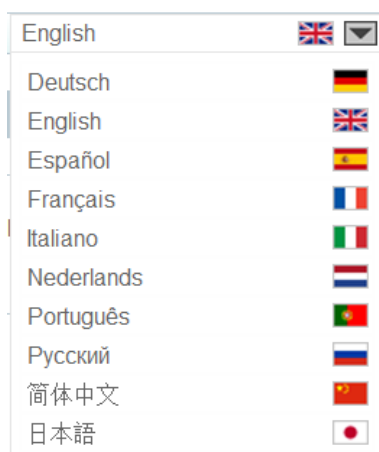 English
Deutsch
English
Español
Français
Italiano
Nederlands
Português
Русский
简体中文
日本語